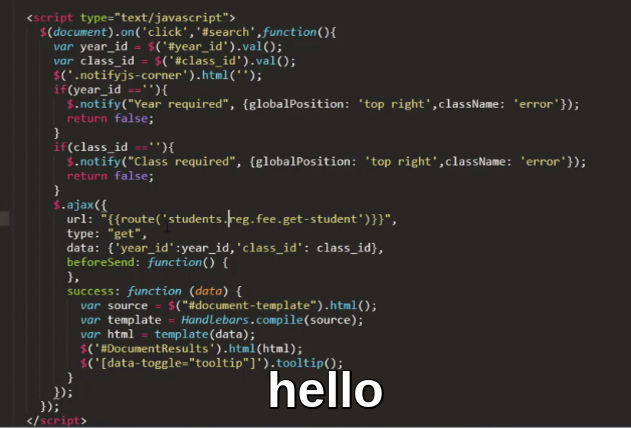 <script type="text/javascript">
$(document).on('click','#search',function(){
var year_id = $('#year_id').val();
var class_id = $('#class_id').val();
$('.notifyjs-corner').html('');
if(year_id ==''){
$.notify("Year required", {globalPosition: 'top right',className: 'error'});
return false;
}
if(class_id ==''){
$.notify("Class required", {globalPosition: 'top right',className: 'error'});
return false;
}
$.ajax({
url: "{{route('students.reg.fee.get-student')}}",
type: "get",
data: {'year_id':year_id,'class_id': class_id},
beforeSend: function() {
},
success: function (data) {
var source = $("#document-template").html();
var template = Handlebars.compile(source);
var html = template(data);
$('#DocumentResults').html(html);
$('[data-toggle="tooltip"]').tooltip();
}
});
});
</script>
hello